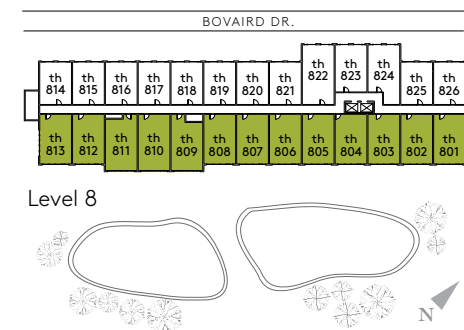 BOVAIRD DR.
th 814 th 815 th 816 th 817 th 818 th 819 th 820 th 821 th 822 th 823 th 824 th 825 th 826
th 813 th 812 th 811 th 810 th 809 th 808 th 807 th 806 th 805 th 804 th 803 th 802 th 801
Level 8
N